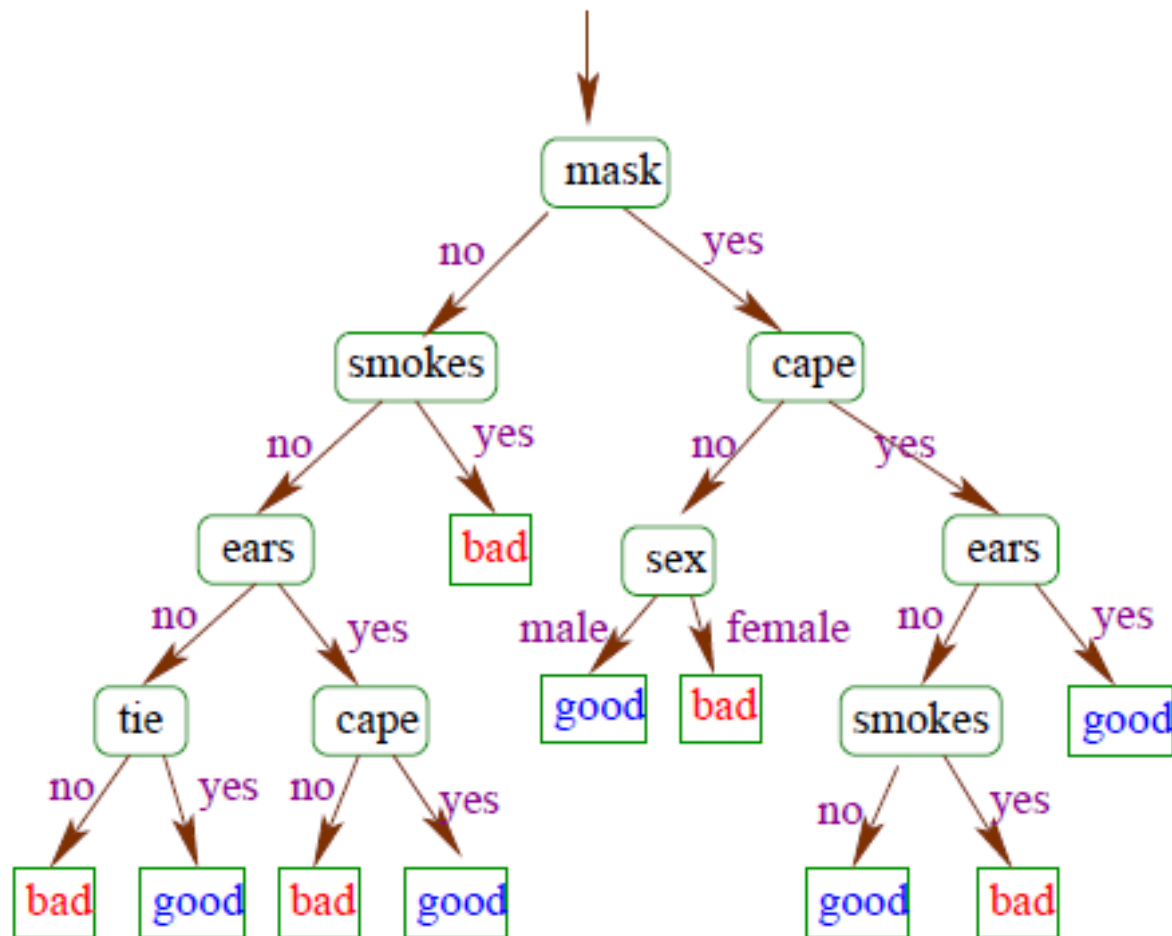 mask
no yes
smokes cape
no yes no yes
ears bad sex ears
no yes male female no yes
tie cape good bad smokes good
no yes no yes no yes
bad good bad good good bad